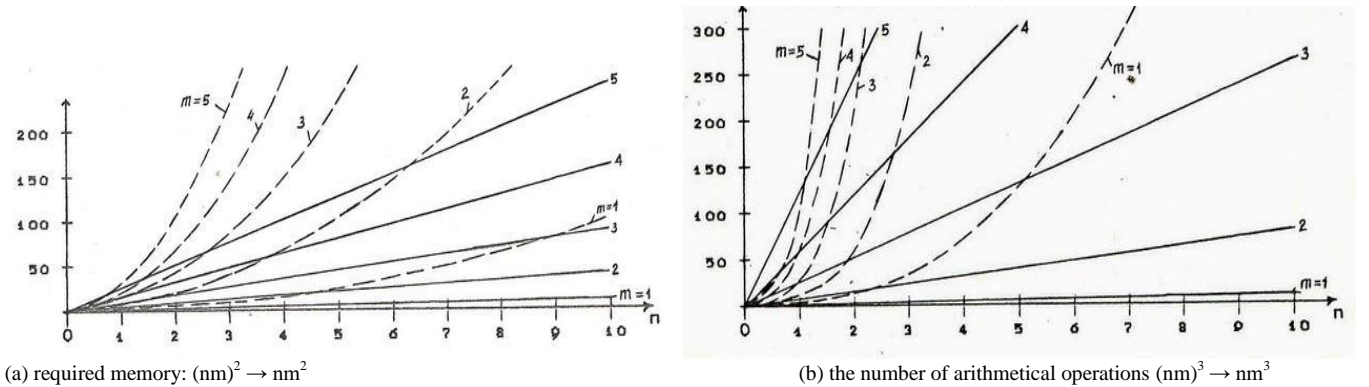 m=5
4
3
2
5
4
m=1
3
2
m=1
200
150
100
50
0 1 2 3 4 5 6 7 8 9 10
n
m=5
4
3
5
2
4
m=1
3
2
m=1
300
250
200
150
100
50
0 1 2 3 4 5 6 7 8 9 10
n
(a) required memory: (nm)² → nm²
(b) the number of arithmetical operations (nm)³ → nm³